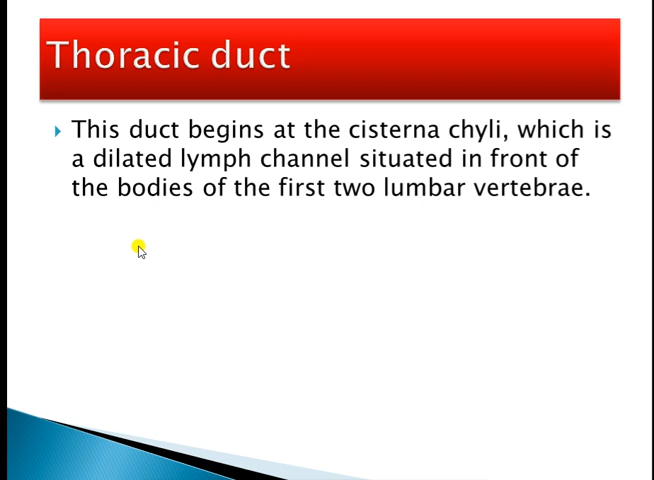 Thoracic duct
This duct begins at the cisterna chyli, which is
a dilated lymph channel situated in front of
the bodies of the first two lumbar vertebrae.